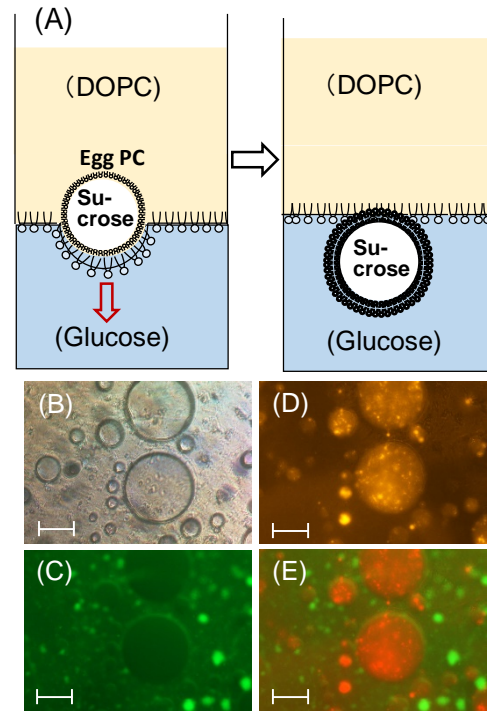 (A)
（DOPC)
Egg PC
Su-
crose
(Glucose)
（DOPC)
Su-
crose
(Glucose)
(B)
(D)
(C)
(E)